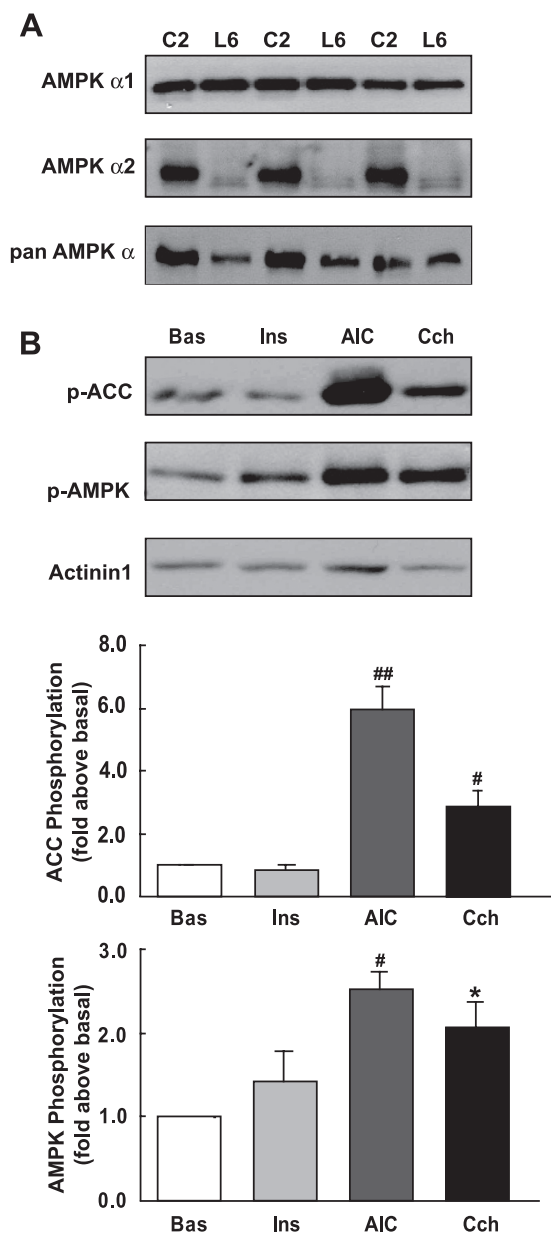 A
C2 L6 C2 L6 C2 L6
AMPK α1
AMPK α2
pan AMPK α
B
Bas Ins AIC Cch
p-ACC
p-AMPK
Actinin1
ACC Phosphorylation
(fold above basal)
8.0
6.0
4.0
2.0
0.0
##
#
Bas Ins AIC Cch
AMPK Phosphorylation
(fold above basal)
3.0
2.0
1.0
0.0
#
*
Bas Ins AIC Cch